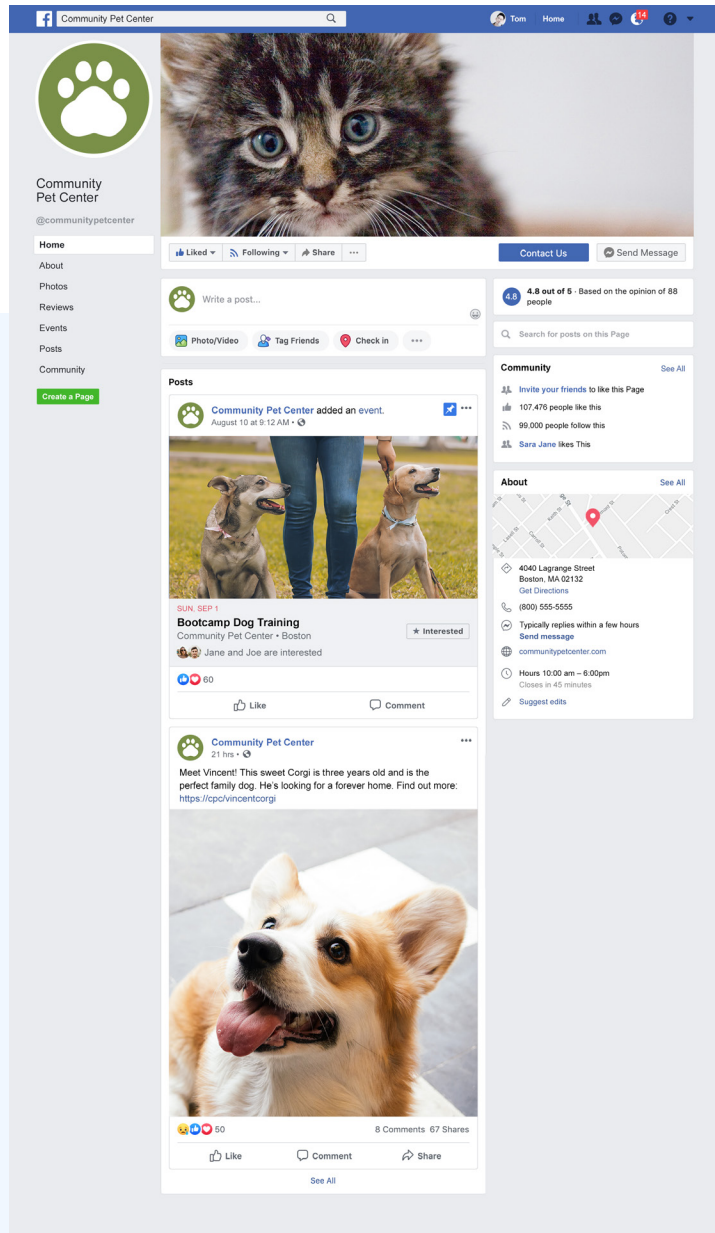 Community Pet Center
Tom
Home
14
Community
Pet Center
@communitypetcenter
Home
About
Photos
Reviews
Events
Posts
Community
Create a Page
Liked
Following
Share
Contact Us
Send Message
Write a post...
Photo/Video
Tag Friends
Check in
Posts
Community Pet Center added an event.
August 10 at 9:12 AM •
SUN, SEP 1
Bootcamp Dog Training
Community Pet Center • Boston
Interested
Jane and Joe are interested
60
Like
Comment
Community Pet Center
21 hrs •
Meet Vincent! This sweet Corgi is three years old and is the
perfect family dog. He's looking for a forever home. Find out more:
https://cpc/vincentcorgi
50
8 Comments 67 Shares
Like
Comment
Share
See All
4.8
4.8 out of 5 · Based on the opinion of 88
people
Search for posts on this Page
Community
See All
Invite your friends to like this Page
107,476 people like this
99,000 people follow this
Sara Jane likes This
About
See All
4040 Lagrange Street
Boston, MA 02132
Get Directions
(800) 555-5555
Typically replies within a few hours
Send message
communitypetcenter.com
Hours 10:00 am – 6:00pm
Closes in 45 minutes
Suggest edits